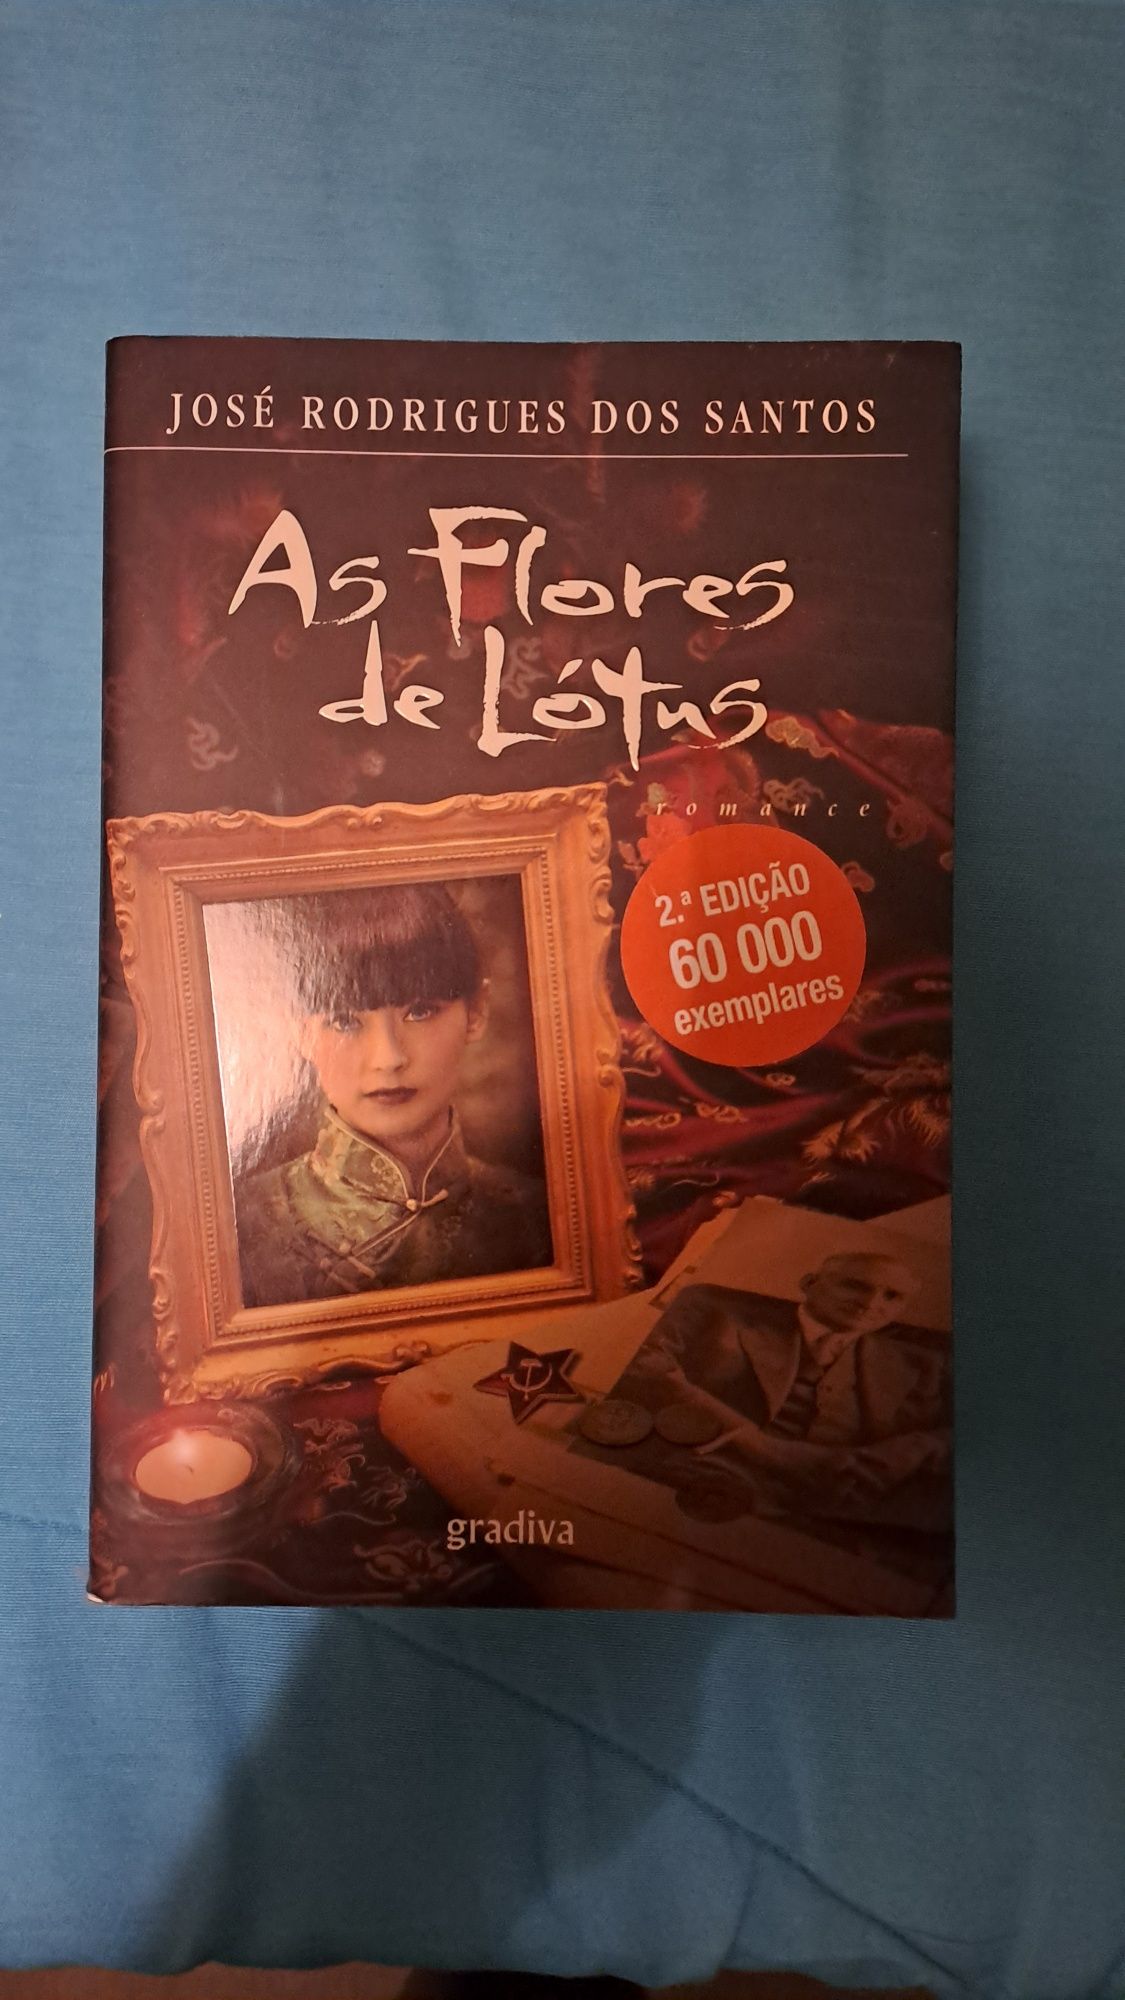 JOSÉ RODRIGUES DOS SANTOS
As Flores
de Lótus
romance
2.ª EDIÇÃO
60 000
exemplares
gradiva